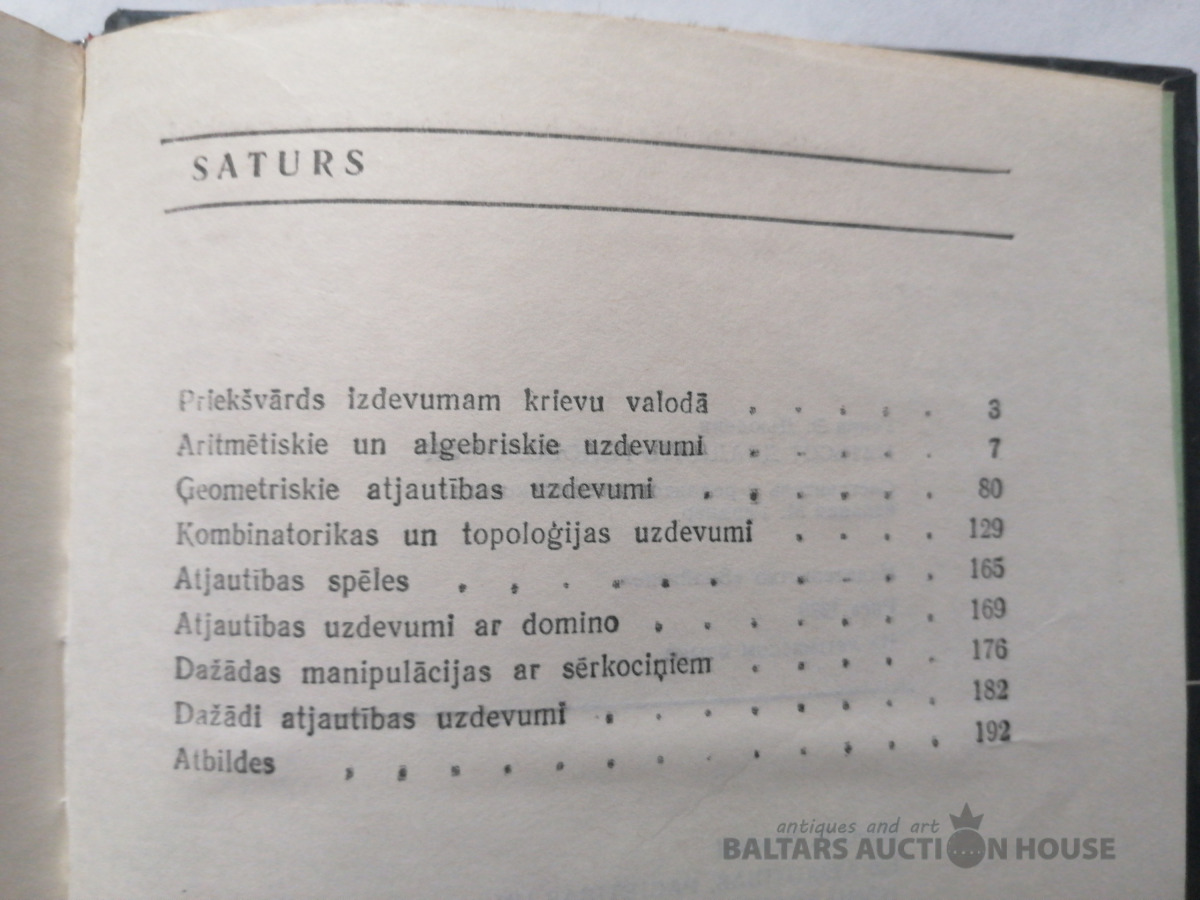 SATURS
Priekšvārds izdevumam krievu valodā . . . . . 3
Aritmētiskie un algebriskie uzdevumi . . . . . 7
Ģeometriskie atjautības uzdevumi . . . . . . 80
Kombinatorikas un topoloģijas uzdevumi . . . . 129
Atjautības spēles . . . . . . . . . . 165
Atjautības uzdevumi ar domino . . . . . . 169
Dažādas manipulācijas ar sērkociņiem . . . . . 176
Dažādi atjautības uzdevumi . . . . . . . 182
Atbildes . . . . . . . . . . . . 192
antiques and art
BALTARS AUCTION HOUSE